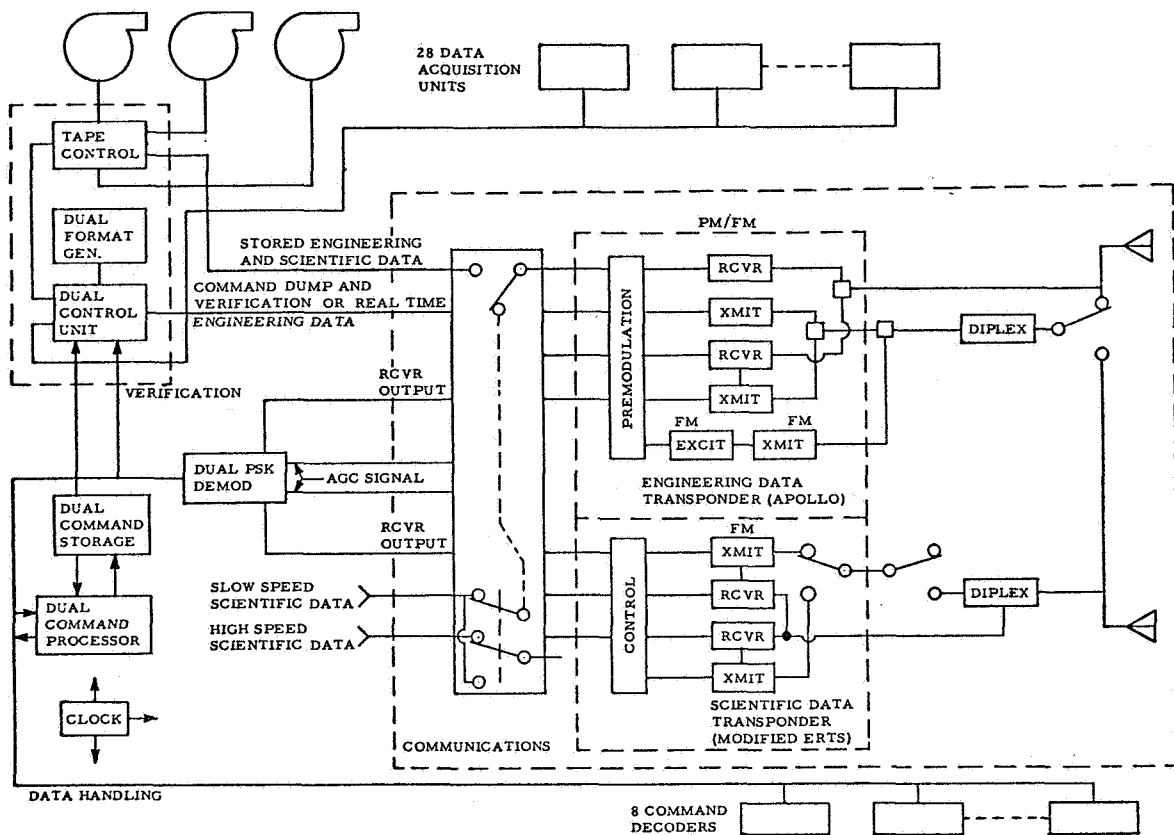 28 DATA
ACQUISITION
UNITS
TAPE
CONTROL
DUAL
FORMAT
GEN.
DUAL
CONTROL
UNIT
VERIFICATION
STORED ENGINEERING
AND SCIENTIFIC DATA
COMMAND DUMP AND
VERIFICATION OR REAL TIME
ENGINEERING DATA
RCVR
OUTPUT
DUAL PSK
DEMOD
AGC SIGNAL
RCVR
OUTPUT
DUAL
COMMAND
STORAGE
DUAL
COMMAND
PROCESSOR
SLOW SPEED
SCIENTIFIC DATA
HIGH SPEED
SCIENTIFIC DATA
CLOCK
DATA HANDLING
COMMUNICATIONS
PM/FM
PREMODULATION
RCVR
XMIT
RCVR
XMIT
FM
FM
EXCIT
XMIT
ENGINEERING DATA
TRANSPONDER (APOLLO)
DIPLEX
CONTROL
FM
XMIT
RCVR
RCVR
XMIT
SCIENTIFIC DATA
TRANSPONDER
(MODIFIED ERTS)
DIPLEX
8 COMMAND
DECODERS